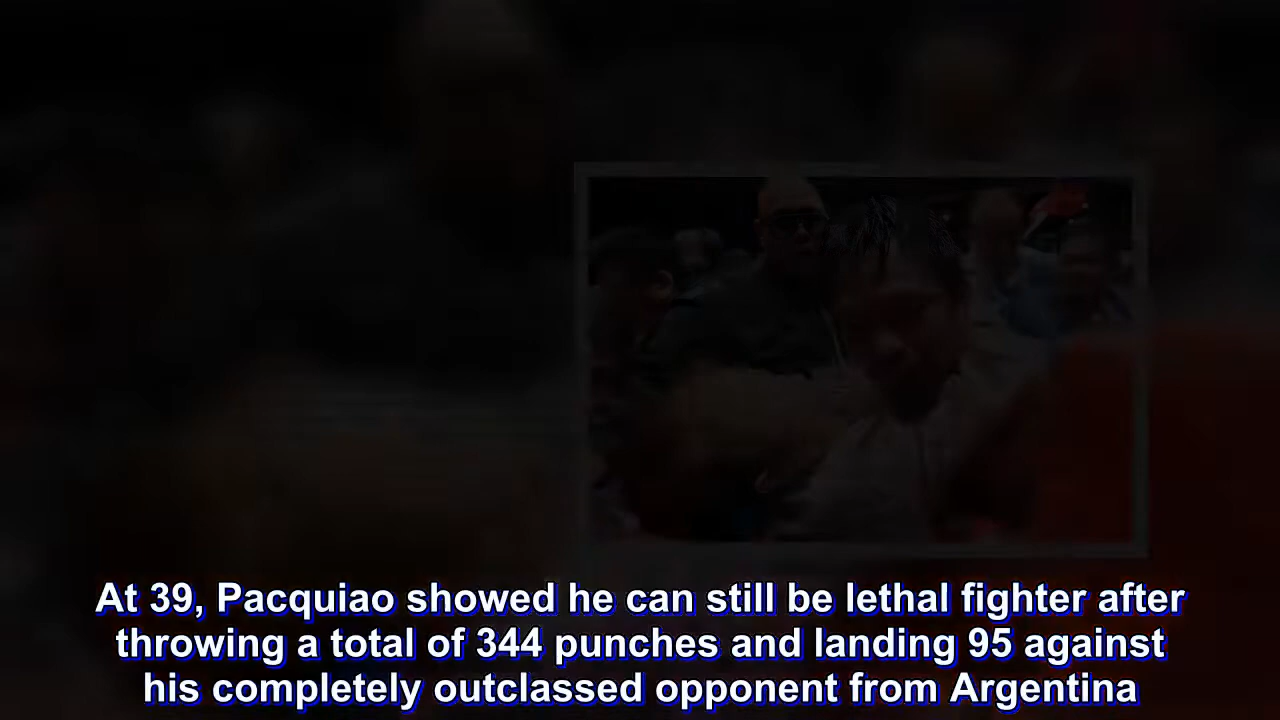 At 39, Pacquiao showed he can still be lethal fighter after
throwing a total of 344 punches and landing 95 against
his completely outclassed opponent from Argentina